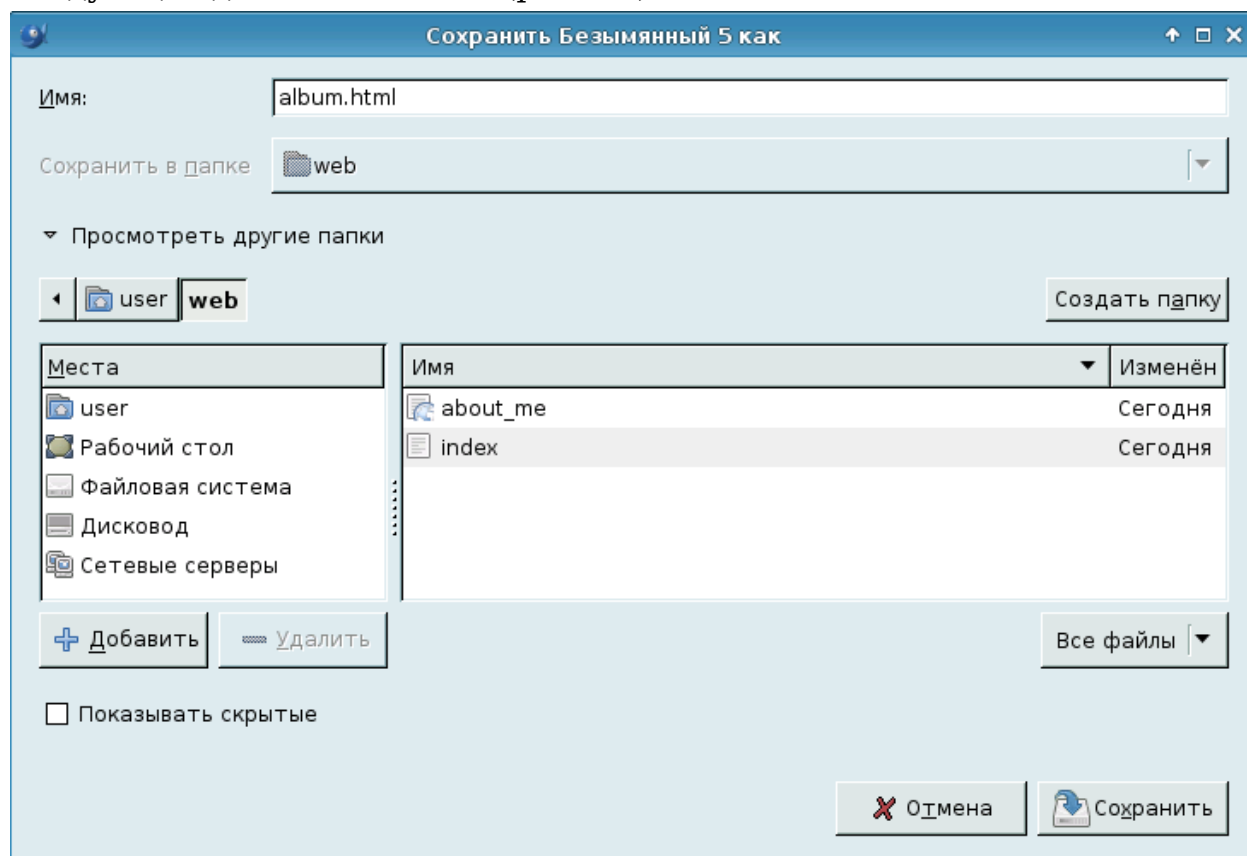 Сохранить Безымянный 5 как
Имя: album.html
Сохранить в папке web
Просмотреть другие папки
user web Создать папку
Места Имя Изменён
user about_me Сегодня
Рабочий стол index Сегодня
Файловая система
Дисковод
Сетевые серверы
Добавить Удалить Все файлы
Показывать скрытые
Отмена Сохранить